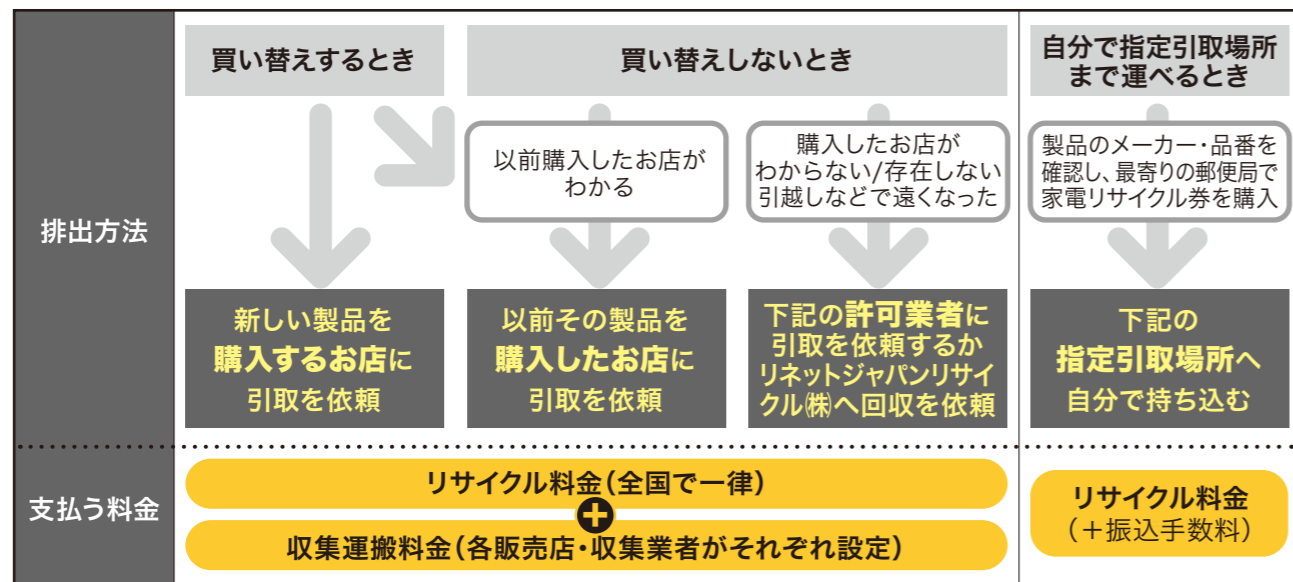 排出方法
買い替えするとき
買い替えしないとき
自分で指定引取場所
まで運べるとき
以前購入したお店が
わかる
購入したお店が
わからない/存在しない
引越しなどで遠くなった
製品のメーカー・品番を
確認し、最寄りの郵便局で
家電リサイクル券を購入
新しい製品を
購入するお店に
引取を依頼
以前その製品を
購入したお店に
引取を依頼
下記の許可業者に
引取を依頼するか
リネットジャパンリサイ
クル㈱へ回収を依頼
下記の
指定引取場所へ
自分で持ち込む
支払う料金
リサイクル料金(全国で一律)
+
収集運搬料金(各販売店・収集業者がそれぞれ設定)
リサイクル料金
(+振込手数料)